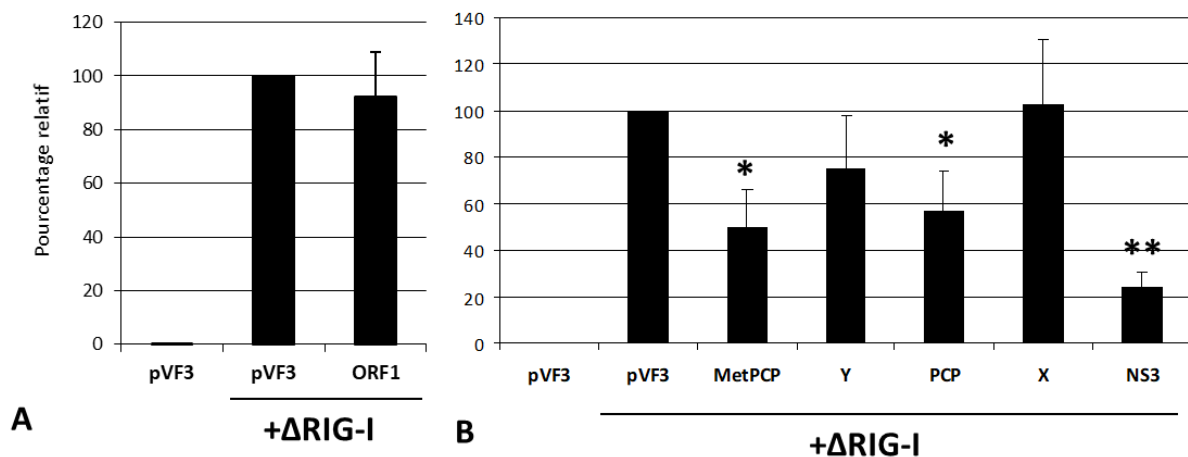 Pourcentage relatif
120
100
80
60
40
20
0
pVF3 pVF3 ORF1
+ΔRIG-I
A
140
120
100
80
60
40
20
0
*
*
**
pVF3 pVF3 MetPCP Y PCP X NS3
+ΔRIG-I
B